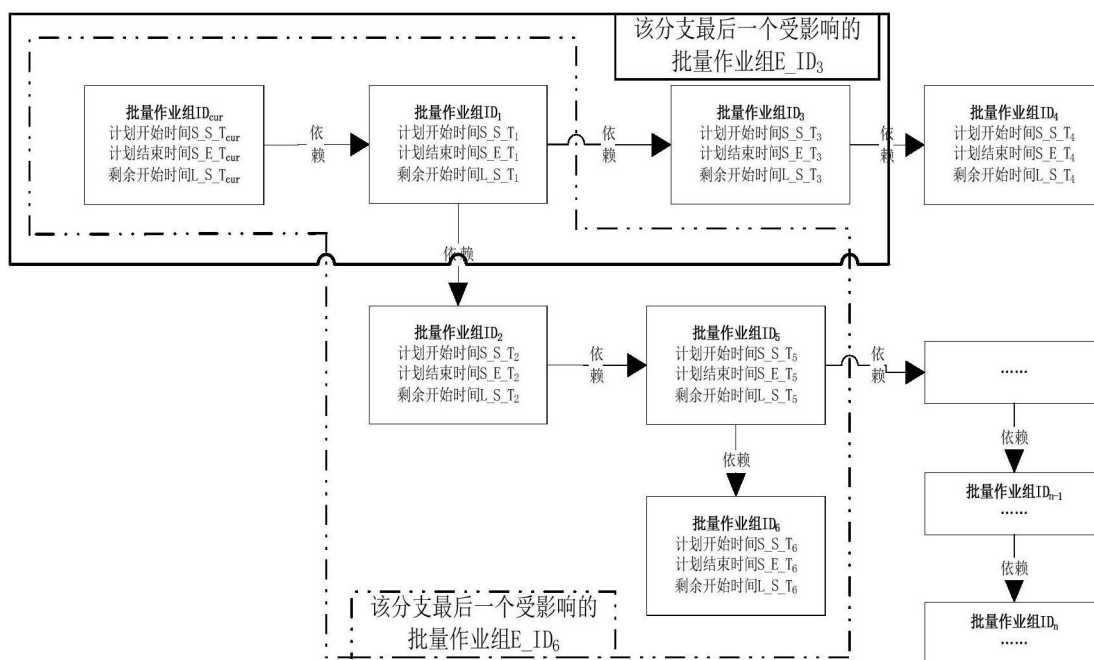 该分支最后一个受影响的
批量作业组E_ID₃
批量作业组ID_cur
计划开始时间S_S_T_cur
计划结束时间S_E_T_cur
剩余开始时间L_S_T_cur
依
赖
批量作业组ID₁
计划开始时间S_S_T₁
计划结束时间S_E_T₁
剩余开始时间L_S_T₁
依
赖
批量作业组ID₃
计划开始时间S_S_T₃
计划结束时间S_E_T₃
剩余开始时间L_S_T₃
依
赖
批量作业组ID₄
计划开始时间S_S_T₄
计划结束时间S_E_T₄
剩余开始时间L_S_T₄
依赖
批量作业组ID₂
计划开始时间S_S_T₂
计划结束时间S_E_T₂
剩余开始时间L_S_T₂
依
赖
批量作业组ID₅
计划开始时间S_S_T₅
计划结束时间S_E_T₅
剩余开始时间L_S_T₅
依
赖
……
依赖
依赖
批量作业组ID₆
计划开始时间S_S_T₆
计划结束时间S_E_T₆
剩余开始时间L_S_T₆
批量作业组IDₙ₋₁
……
依赖
批量作业组IDₙ
……
该分支最后一个受影响的
批量作业组E_ID₆